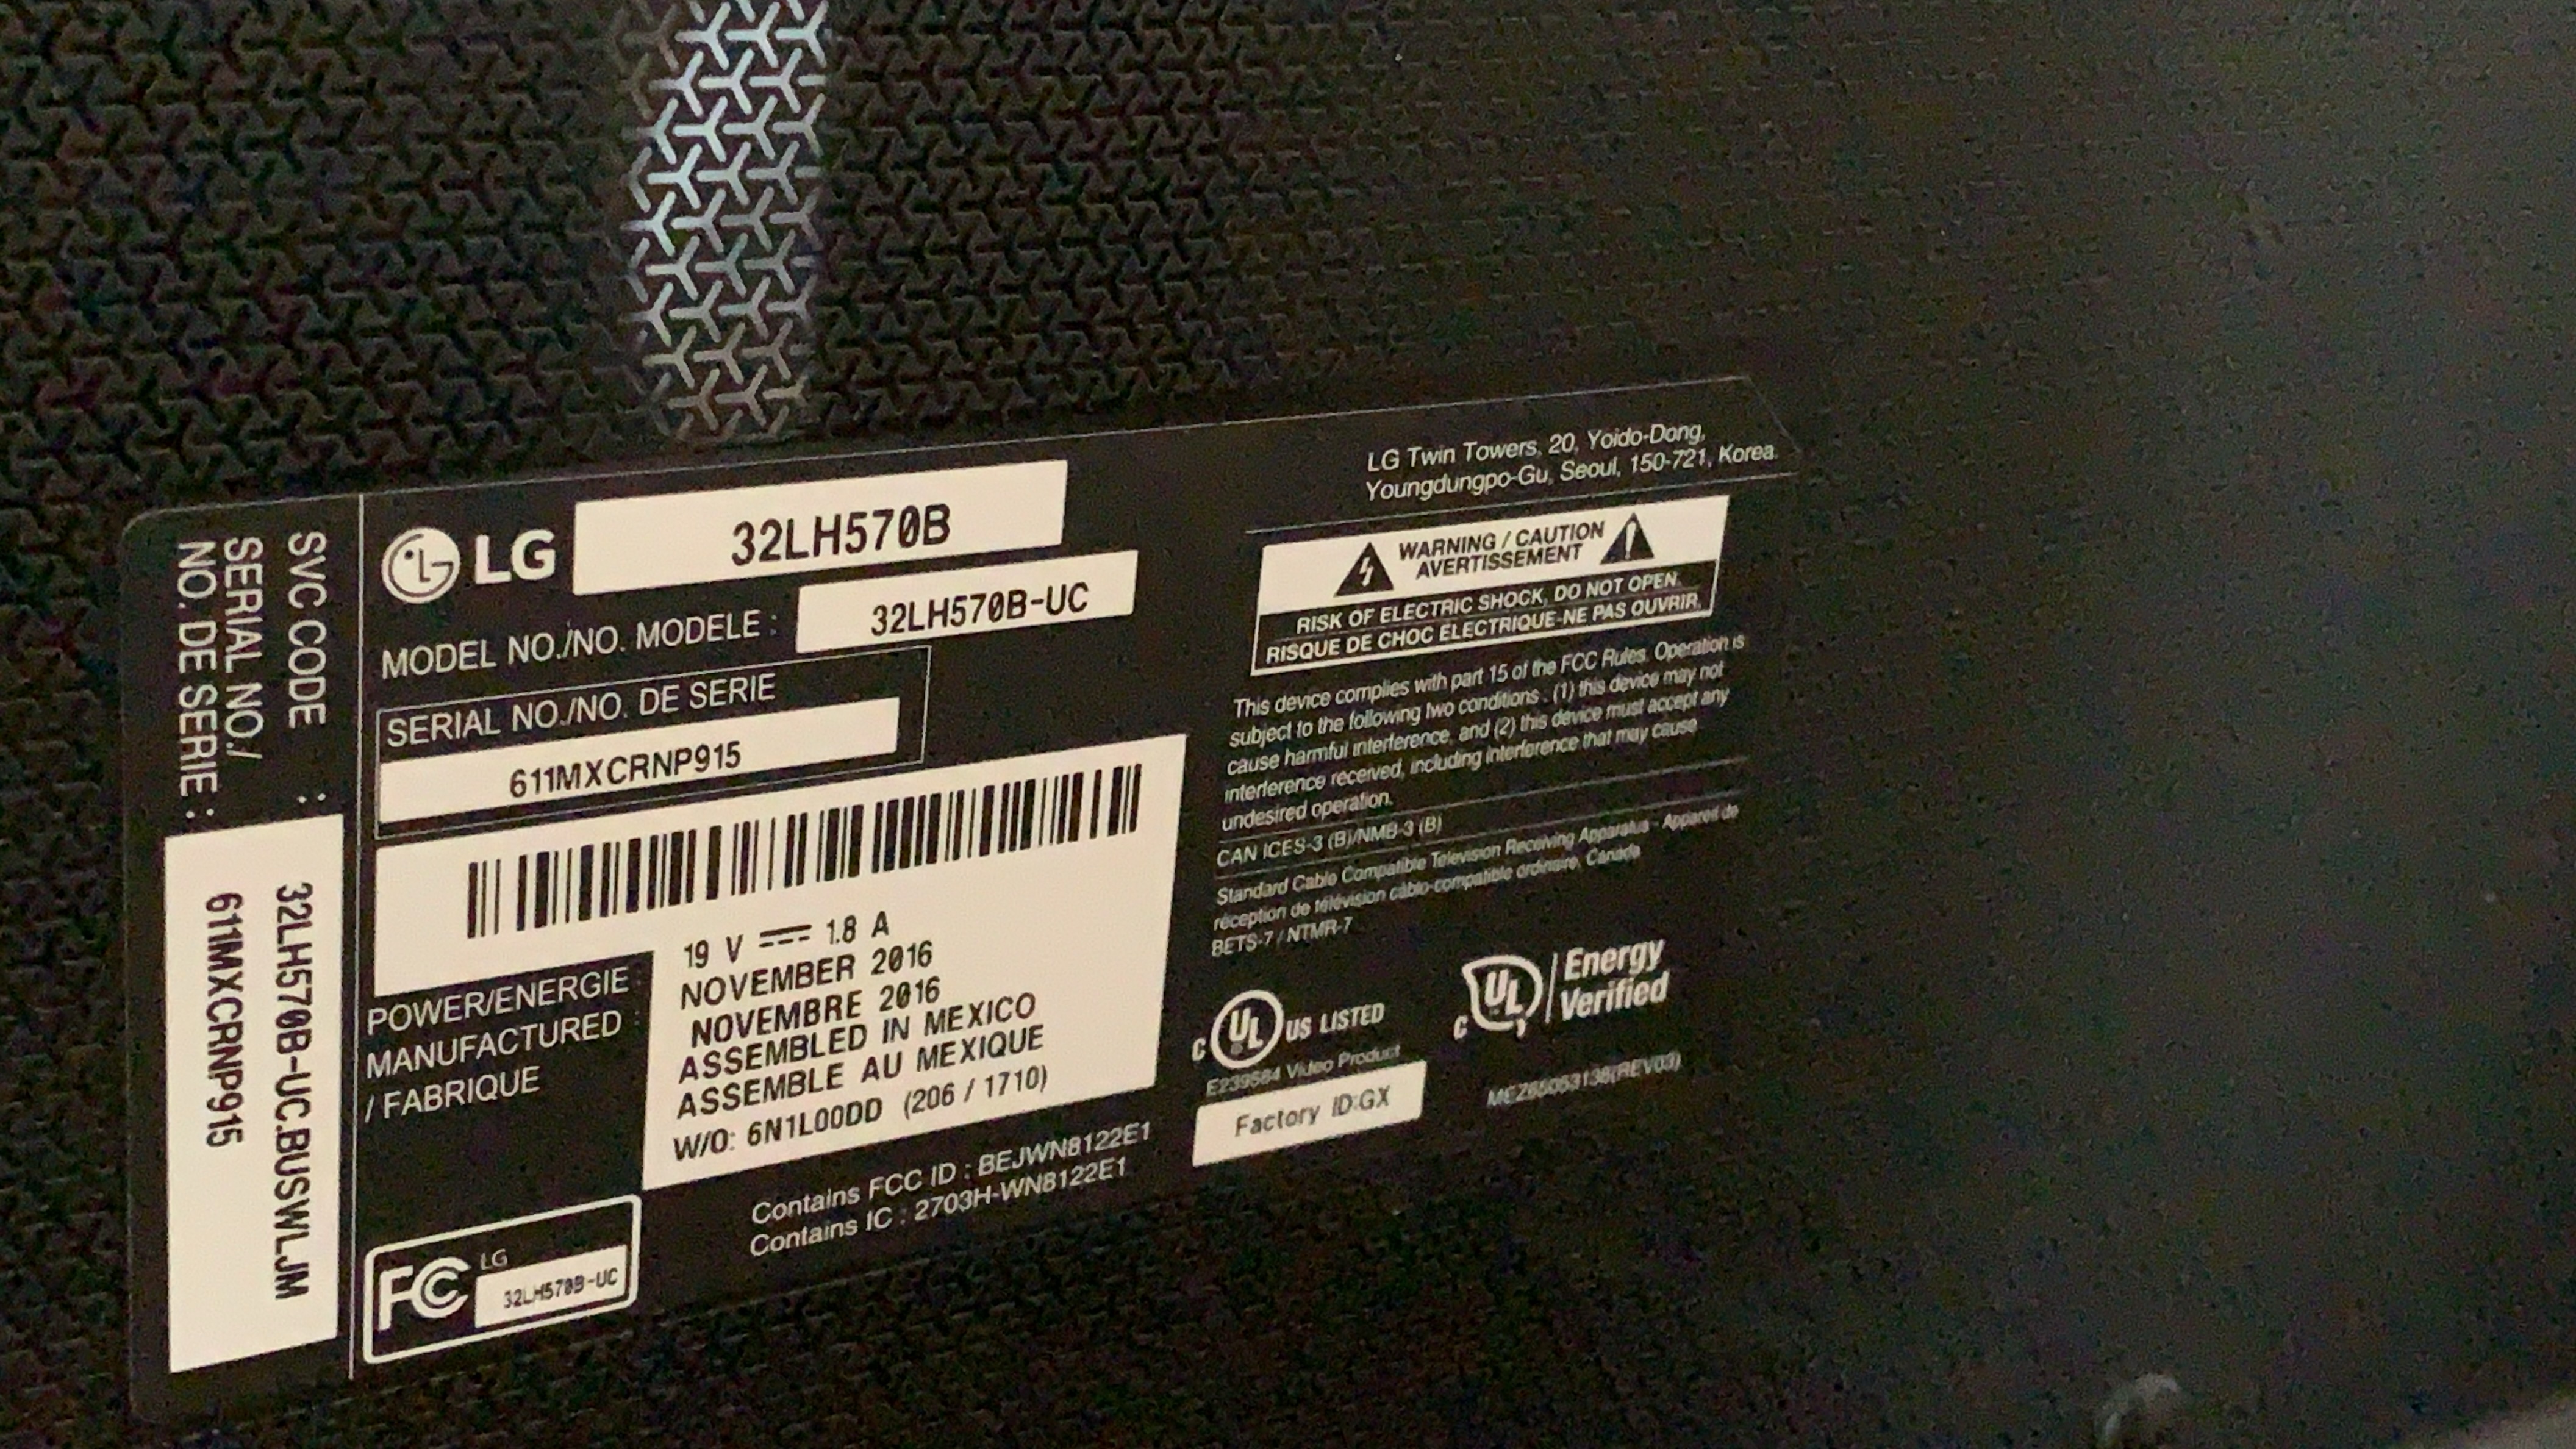 LG 32LH570B
MODEL NO./NO. MODELE : 32LH570B-UC
SERIAL NO./NO. DE SERIE
611MXCRNP915
19 V ⎓ 1.8 A
POWER/ENERGIE :
MANUFACTURED :
/ FABRIQUE
NOVEMBER 2016
NOVEMBRE 2016
ASSEMBLED IN MEXICO
ASSEMBLE AU MEXIQUE
W/O: 6N1L00DD (206 / 1710)
Contains FCC ID : BEJWN8122E1
Contains IC : 2703H-WN8122E1
FC LG
32LH570B-UC
SVC CODE : 32LH570B-UC.BUSWLJM
SERIAL NO./
NO. DE SERIE : 611MXCRNP915
LG Twin Towers, 20, Yoido-Dong,
Youngdungpo-Gu, Seoul, 150-721, Korea.
WARNING / CAUTION
AVERTISSEMENT
RISK OF ELECTRIC SHOCK, DO NOT OPEN.
RISQUE DE CHOC ELECTRIQUE-NE PAS OUVRIR.
This device complies with part 15 of the FCC Rules. Operation is
subject to the following two conditions : (1) this device may not
cause harmful interference, and (2) this device must accept any
interference received, including interference that may cause
undesired operation.
CAN ICES-3 (B)/NMB-3 (B)
Standard Cable Compatible Television Receiving Apparatus - Appareil de
réception de télévision câblo-compatible ordinaire, Canada
BETS-7 / NTMR-7
C UL US LISTED
E239584 Video Product
Factory ID:GX
C UL Energy
Verified
MEZ65053138(REV03)